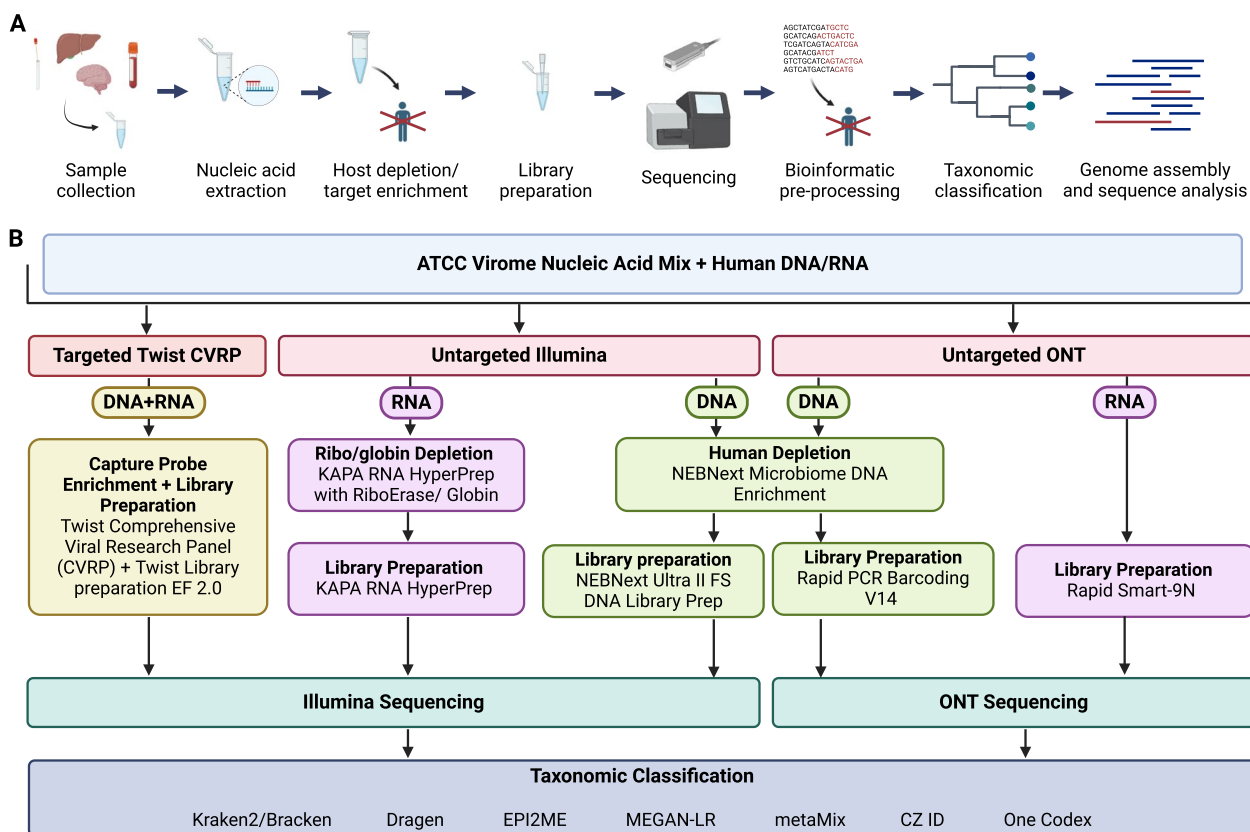 A
AGCTATCGATGCTC
GCATCAGACTGACTC
TCGATCAGTACATCGA
GCATACGATCT
GTCTGCATCAGTACTGA
AGTCATGACTACATG
Sample
collection
Nucleic acid
extraction
Host depletion/
target enrichment
Library
preparation
Sequencing
Bioinformatic
pre-processing
Taxonomic
classification
Genome assembly
and sequence analysis
B
ATCC Virome Nucleic Acid Mix + Human DNA/RNA
Targeted Twist CVRP
Untargeted Illumina
Untargeted ONT
DNA+RNA
RNA
DNA
DNA
RNA
Capture Probe
Enrichment + Library
Preparation
Twist Comprehensive
Viral Research Panel
(CVRP) + Twist Library
preparation EF 2.0
Ribo/globin Depletion
KAPA RNA HyperPrep
with RiboErase/ Globin
Human Depletion
NEBNext Microbiome DNA
Enrichment
Library Preparation
KAPA RNA HyperPrep
Library preparation
NEBNext Ultra II FS
DNA Library Prep
Library Preparation
Rapid PCR Barcoding
V14
Library Preparation
Rapid Smart-9N
Illumina Sequencing
ONT Sequencing
Taxonomic Classification
Kraken2/Bracken
Dragen
EPI2ME
MEGAN-LR
metaMix
CZ ID
One Codex